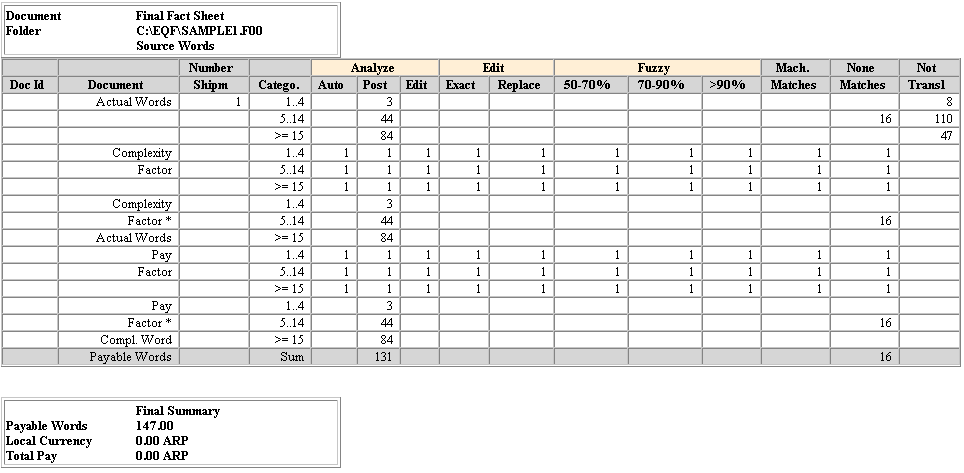 Document Final Fact Sheet
Folder C:\EQF\SAMPLE1.F00
Source Words
Number Analyze Edit Fuzzy Mach. None Not
Doc Id Document Shipm Catego. Auto Post Edit Exact Replace 50-70% 70-90% >90% Matches Matches Transl
Actual Words 1 1..4 3 8
5..14 44 16 110
>= 15 84 47
Complexity 1..4 1 1 1 1 1 1 1 1 1 1
Factor 5..14 1 1 1 1 1 1 1 1 1 1
>= 15 1 1 1 1 1 1 1 1 1 1
Complexity 1..4 3
Factor * 5..14 44 16
Actual Words >= 15 84
Pay 1..4 1 1 1 1 1 1 1 1 1 1
Factor 5..14 1 1 1 1 1 1 1 1 1 1
>= 15 1 1 1 1 1 1 1 1 1 1
Pay 1..4 3
Factor * 5..14 44 16
Compl. Word >= 15 84
Payable Words Sum 131 16
Final Summary
Payable Words 147.00
Local Currency 0.00 ARP
Total Pay 0.00 ARP